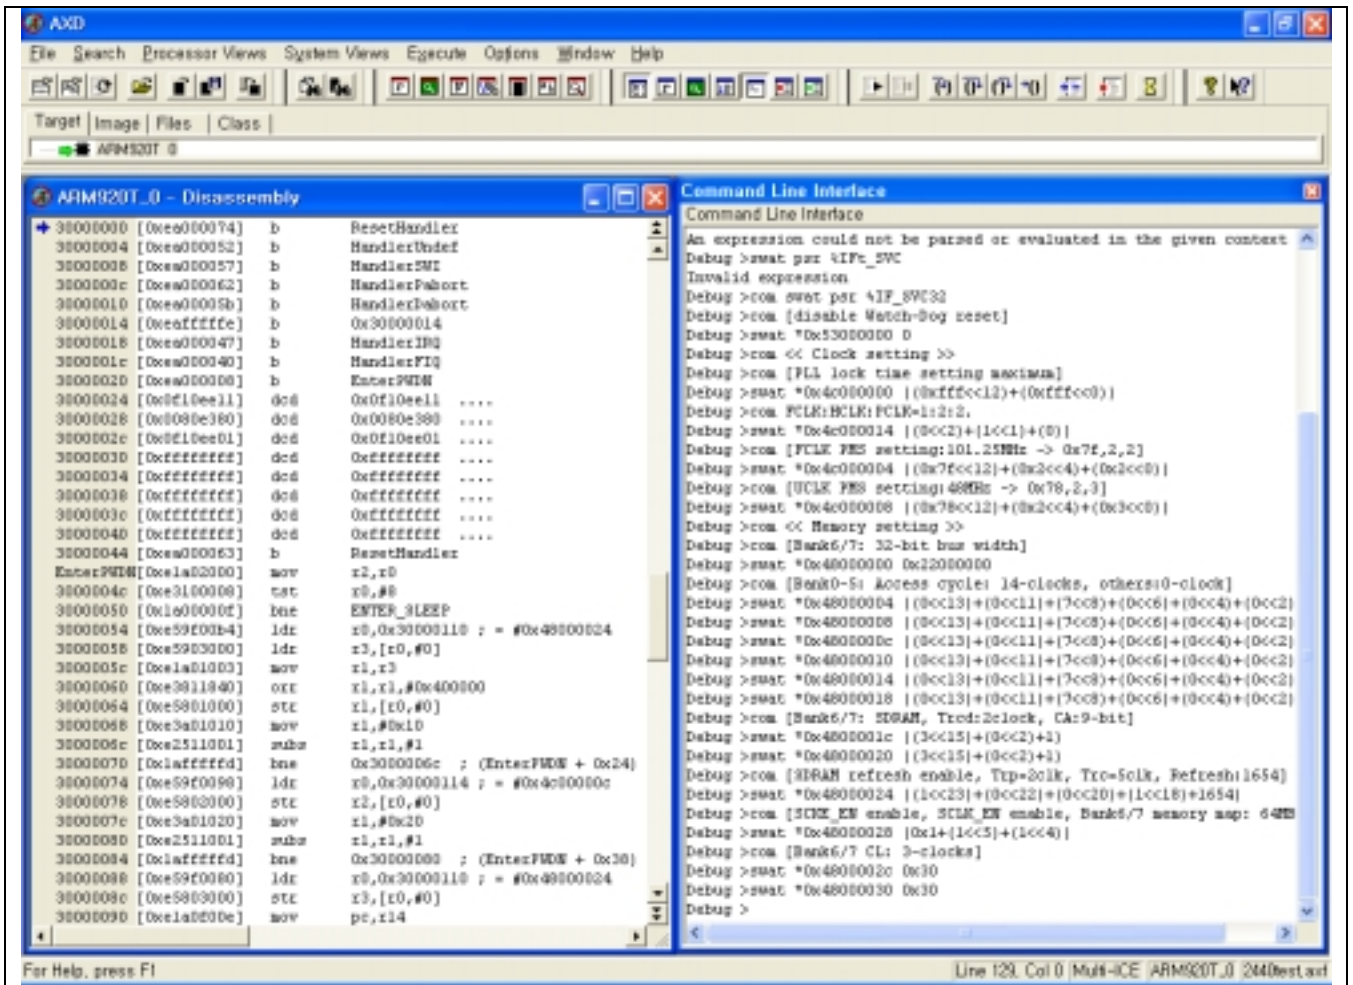 AXD
File Search Processor Views System Views Execute Options Window Help
Target Image Files Class
ARM920T_0
ARM920T_0 - Disassembly
30000000 [0xea000074] b ResetHandler
30000004 [0xea000052] b HandlerUndef
30000008 [0xea000057] b HandlerSWI
3000000c [0xea000062] b HandlerPabort
30000010 [0xea00005b] b HandlerDabort
30000014 [0xeafffffe] b 0x30000014
30000018 [0xea000047] b HandlerIRQ
3000001c [0xea000040] b HandlerFIQ
30000020 [0xea000008] b EnterPWDN
30000024 [0x0f10ee11] dcd 0x0f10ee11 ....
30000028 [0x0080e380] dcd 0x0080e380 ....
3000002c [0x0f10ee01] dcd 0x0f10ee01 ....
30000030 [0xffffffff] dcd 0xffffffff ....
30000034 [0xffffffff] dcd 0xffffffff ....
30000038 [0xffffffff] dcd 0xffffffff ....
3000003c [0xffffffff] dcd 0xffffffff ....
30000040 [0xffffffff] dcd 0xffffffff ....
30000044 [0xea000063] b ResetHandler
EnterPWDN[0xe1a02000] mov r2,r0
3000004c [0xe3100008] tst r0,#8
30000050 [0x1a00000f] bne ENTER_SLEEP
30000054 [0xe59f00b4] ldr r0,0x30000110 ; = #0x48000024
30000058 [0xe5903000] ldr r3,[r0,#0]
3000005c [0xe1a01003] mov r1,r3
30000060 [0xe3811840] orr r1,r1,#0x400000
30000064 [0xe5801000] str r1,[r0,#0]
30000068 [0xe3a01010] mov r1,#0x10
3000006c [0xe2511001] subs r1,r1,#1
30000070 [0x1afffffd] bne 0x3000006c ; (EnterPWDN + 0x24)
30000074 [0xe59f0098] ldr r0,0x30000114 ; = #0x4c00000c
30000078 [0xe5802000] str r2,[r0,#0]
3000007c [0xe3a01020] mov r1,#0x20
30000080 [0xe2511001] subs r1,r1,#1
30000084 [0x1afffffd] bne 0x30000080 ; (EnterPWDN + 0x38)
30000088 [0xe59f0080] ldr r0,0x30000110 ; = #0x48000024
3000008c [0xe5803000] str r3,[r0,#0]
30000090 [0xe1a0f00e] mov pc,r14
Command Line Interface
Command Line Interface
An expression could not be parsed or evaluated in the given context
Debug >swat psr %IFt_SVC
Invalid expression
Debug >com swat psr %IF_SVC32
Debug >com [disable Watch-Dog reset]
Debug >swat *0x53000000 0
Debug >com << Clock setting >>
Debug >com [PLL lock time setting maximum]
Debug >swat *0x4c000000 |(0xfff<<12)+(0xfff<<0)|
Debug >com FCLK:HCLK:PCLK=1:2:2.
Debug >swat *0x4c000014 |(0<<2)+(1<<1)+(0)|
Debug >com [FCLK PMS setting:101.25MHz -> 0x7f,2,2]
Debug >swat *0x4c000004 |(0x7f<<12)+(0x2<<4)+(0x2<<0)|
Debug >com [UCLK PMS setting:48MHz -> 0x78,2,3]
Debug >swat *0x4c000008 |(0x78<<12)+(0x2<<4)+(0x3<<0)|
Debug >com << Memory setting >>
Debug >com [Bank6/7: 32-bit bus width]
Debug >swat *0x48000000 0x22000000
Debug >com [Bank0-5: Access cycle: 14-clocks, others:0-clock]
Debug >swat *0x48000004 |(0<<13)+(0<<11)+(7<<8)+(0<<6)+(0<<4)+(0<<2)
Debug >swat *0x48000008 |(0<<13)+(0<<11)+(7<<8)+(0<<6)+(0<<4)+(0<<2)
Debug >swat *0x4800000c |(0<<13)+(0<<11)+(7<<8)+(0<<6)+(0<<4)+(0<<2)
Debug >swat *0x48000010 |(0<<13)+(0<<11)+(7<<8)+(0<<6)+(0<<4)+(0<<2)
Debug >swat *0x48000014 |(0<<13)+(0<<11)+(7<<8)+(0<<6)+(0<<4)+(0<<2)
Debug >swat *0x48000018 |(0<<13)+(0<<11)+(7<<8)+(0<<6)+(0<<4)+(0<<2)
Debug >com [Bank6/7: SDRAM, Trcd:2clock, CA:9-bit]
Debug >swat *0x4800001c |(3<<15)+(0<<2)+1)
Debug >swat *0x48000020 |(3<<15)+(0<<2)+1)
Debug >com [SDRAM refresh enable, Trp=2clk, Trc=5clk, Refresh:1654]
Debug >swat *0x48000024 |(1<<23)+(0<<22)+(0<<20)+(1<<18)+1654|
Debug >com [SCKE_EN enable, SCLK_EN enable, Bank6/7 memory map: 64MB
Debug >swat *0x48000028 |0x1+(1<<5)+(1<<4)|
Debug >com [Bank6/7 CL: 3-clocks]
Debug >swat *0x4800002c 0x30
Debug >swat *0x48000030 0x30
Debug >
For Help, press F1
Line 129, Col 0 Multi-ICE ARM920T_0 2440test.axf